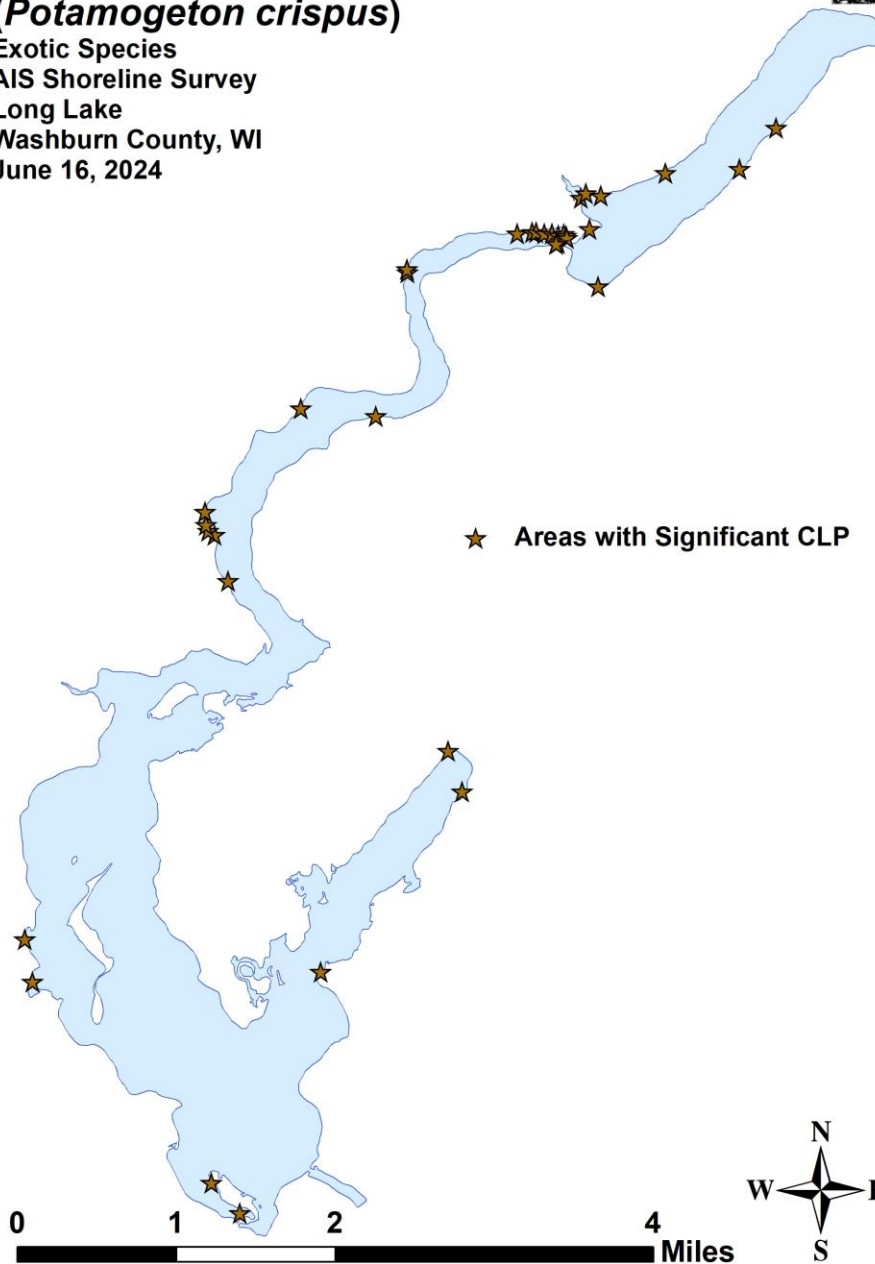 (Potamogeton crispus)
Exotic Species
AIS Shoreline Survey
Long Lake
Washburn County, WI
June 16, 2024
Areas with Significant CLP
N
W
S
0 1 2 4 Miles